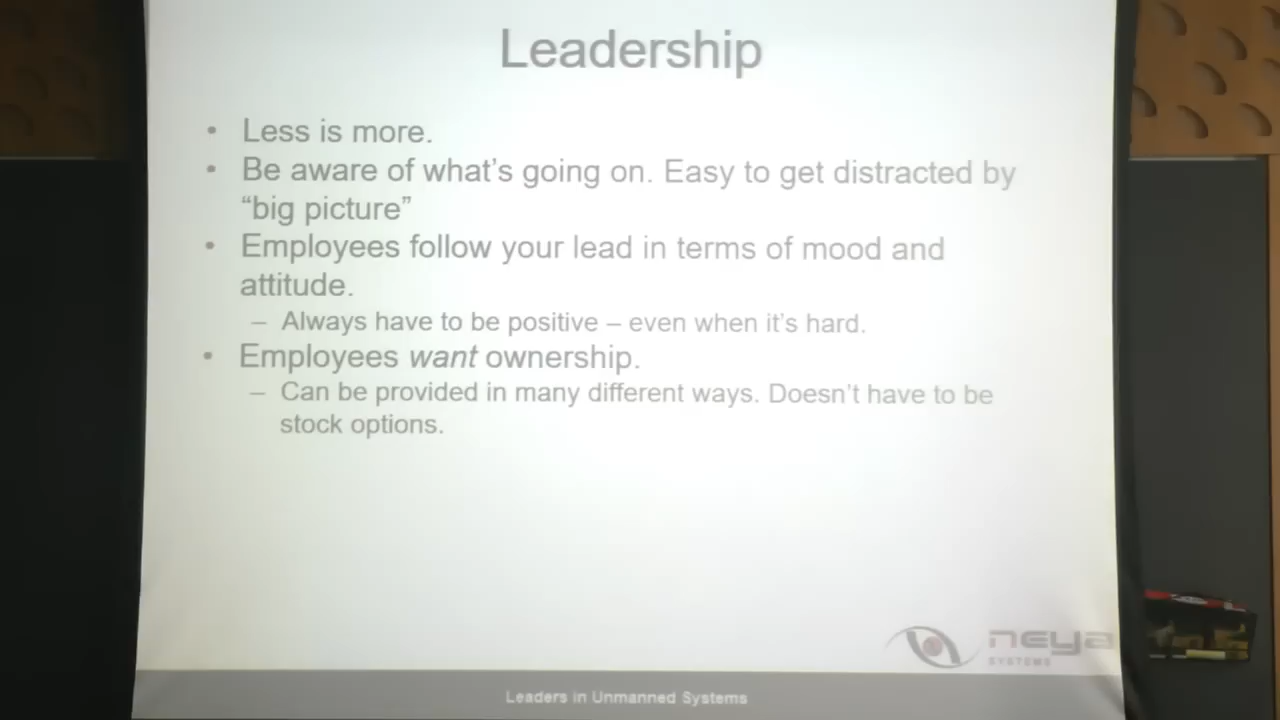 Leadership
• Less is more.
• Be aware of what's going on. Easy to get distracted by
“big picture”
• Employees follow your lead in terms of mood and
attitude.
– Always have to be positive – even when it's hard.
• Employees want ownership.
– Can be provided in many different ways. Doesn't have to be
stock options.
neya
SYSTEMS
Leaders in Unmanned Systems